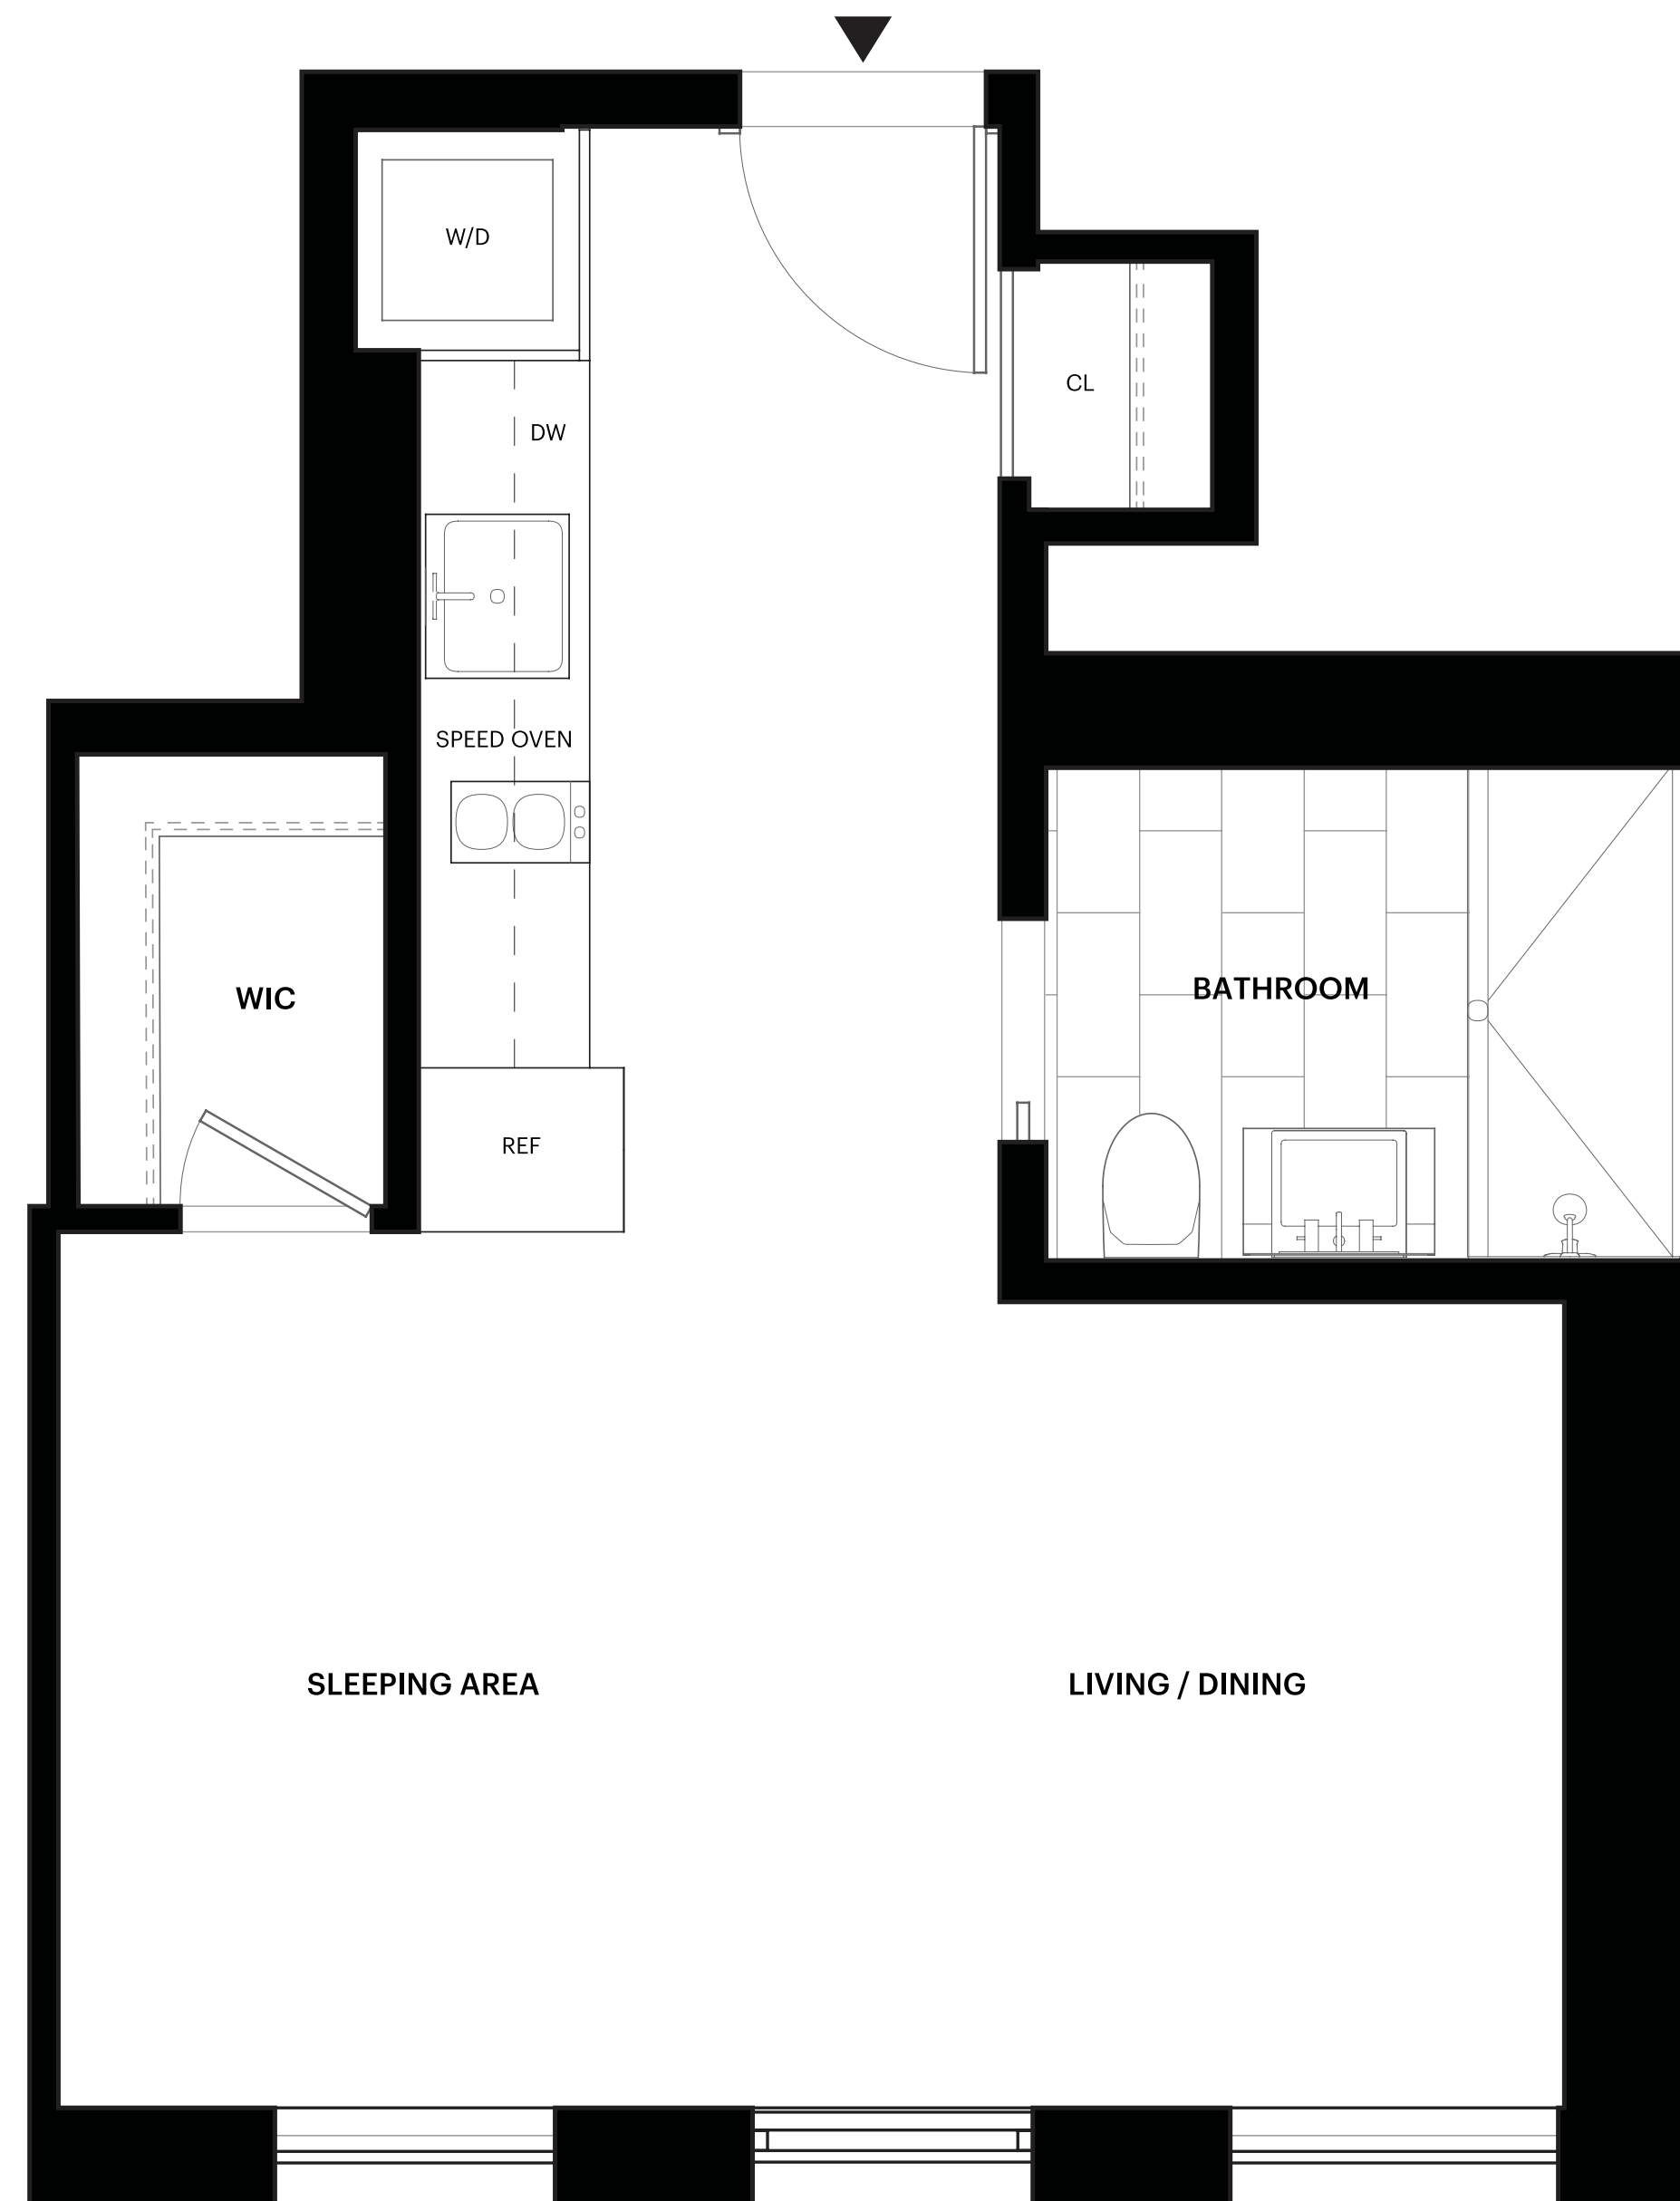 W/D
CL
DW
SPEED OVEN
WIC
BATHROOM
REF
SLEEPING AREA
LIVING / DINING